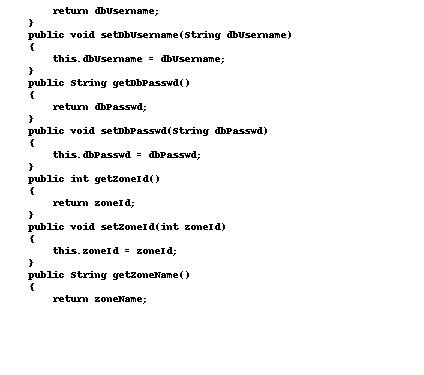 return dbUsername;
    }
    public void setDbUsername(String dbUsername)
    {
        this.dbUsername = dbUsername;
    }
    public String getDbPasswd()
    {
        return dbPasswd;
    }
    public void setDbPasswd(String dbPasswd)
    {
        this.dbPasswd = dbPasswd;
    }
    public int getZoneId()
    {
        return zoneId;
    }
    public void setZoneId(int zoneId)
    {
        this.zoneId = zoneId;
    }
    public String getZoneName()
    {
        return zoneName;